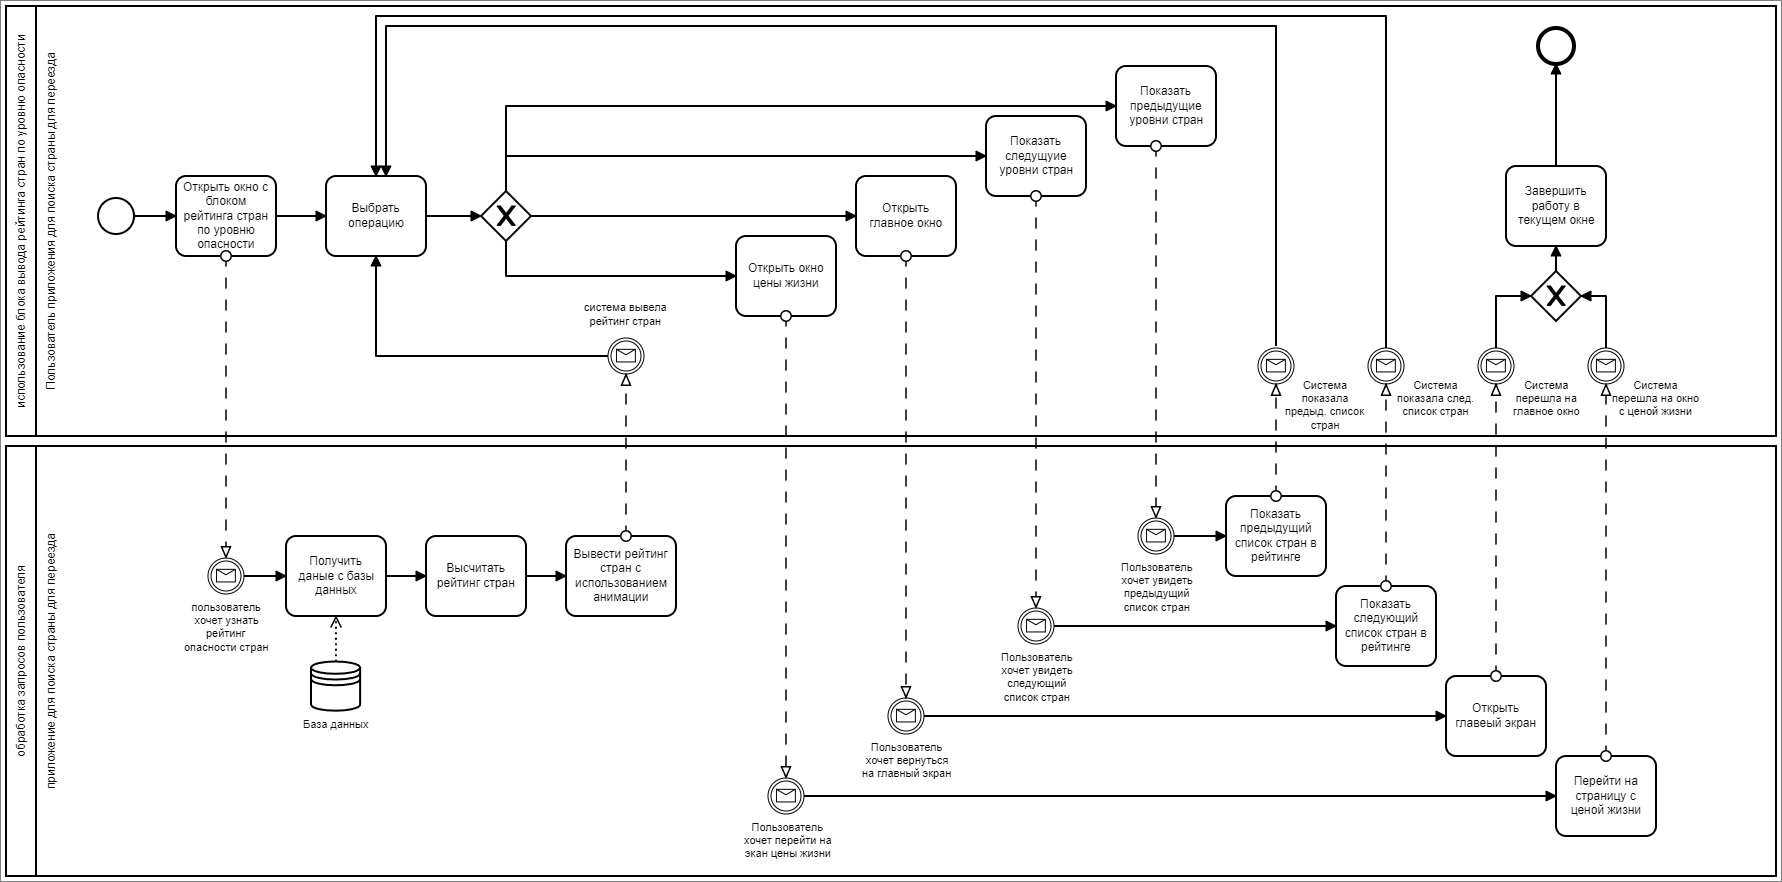 использование блока вывода рейтинга стран по уровню опасности
Пользователь приложения для поиска страны для переезда
Открыть окно с
блоком
рейтинга стран
по уровню
опасности
Выбрать
операцию
система вывела
рейтинг стран
Открыть окно
цены жизни
Открыть
главное окно
Показать
следущуие
уровни стран
Показать
предыдущие
уровни стран
Система
показала
предыд. список
стран
Система
показала след.
список стран
Система
перешла на
главное окно
Система
перешла на окно
с ценой жизни
Завершить
работу в
текущем окне
обработка запросов пользователя
приложение для поиска страны для переезда
пользователь
хочет узнать
рейтинг
опасности стран
Получить
даные с базы
данных
База данных
Высчитать
рейтинг стран
Вывести рейтинг
стран с
использованием
анимации
Пользователь
хочет перейти на
экан цены жизни
Пользователь
хочет вернуться
на главный экран
Пользователь
хочет увидеть
следующий
список стран
Пользователь
хочет увидеть
предыдущий
список стран
Показать
предыдущий
список стран в
рейтинге
Показать
следующий
список стран в
рейтинге
Открыть
главеый экран
Перейти на
страницу с
ценой жизни